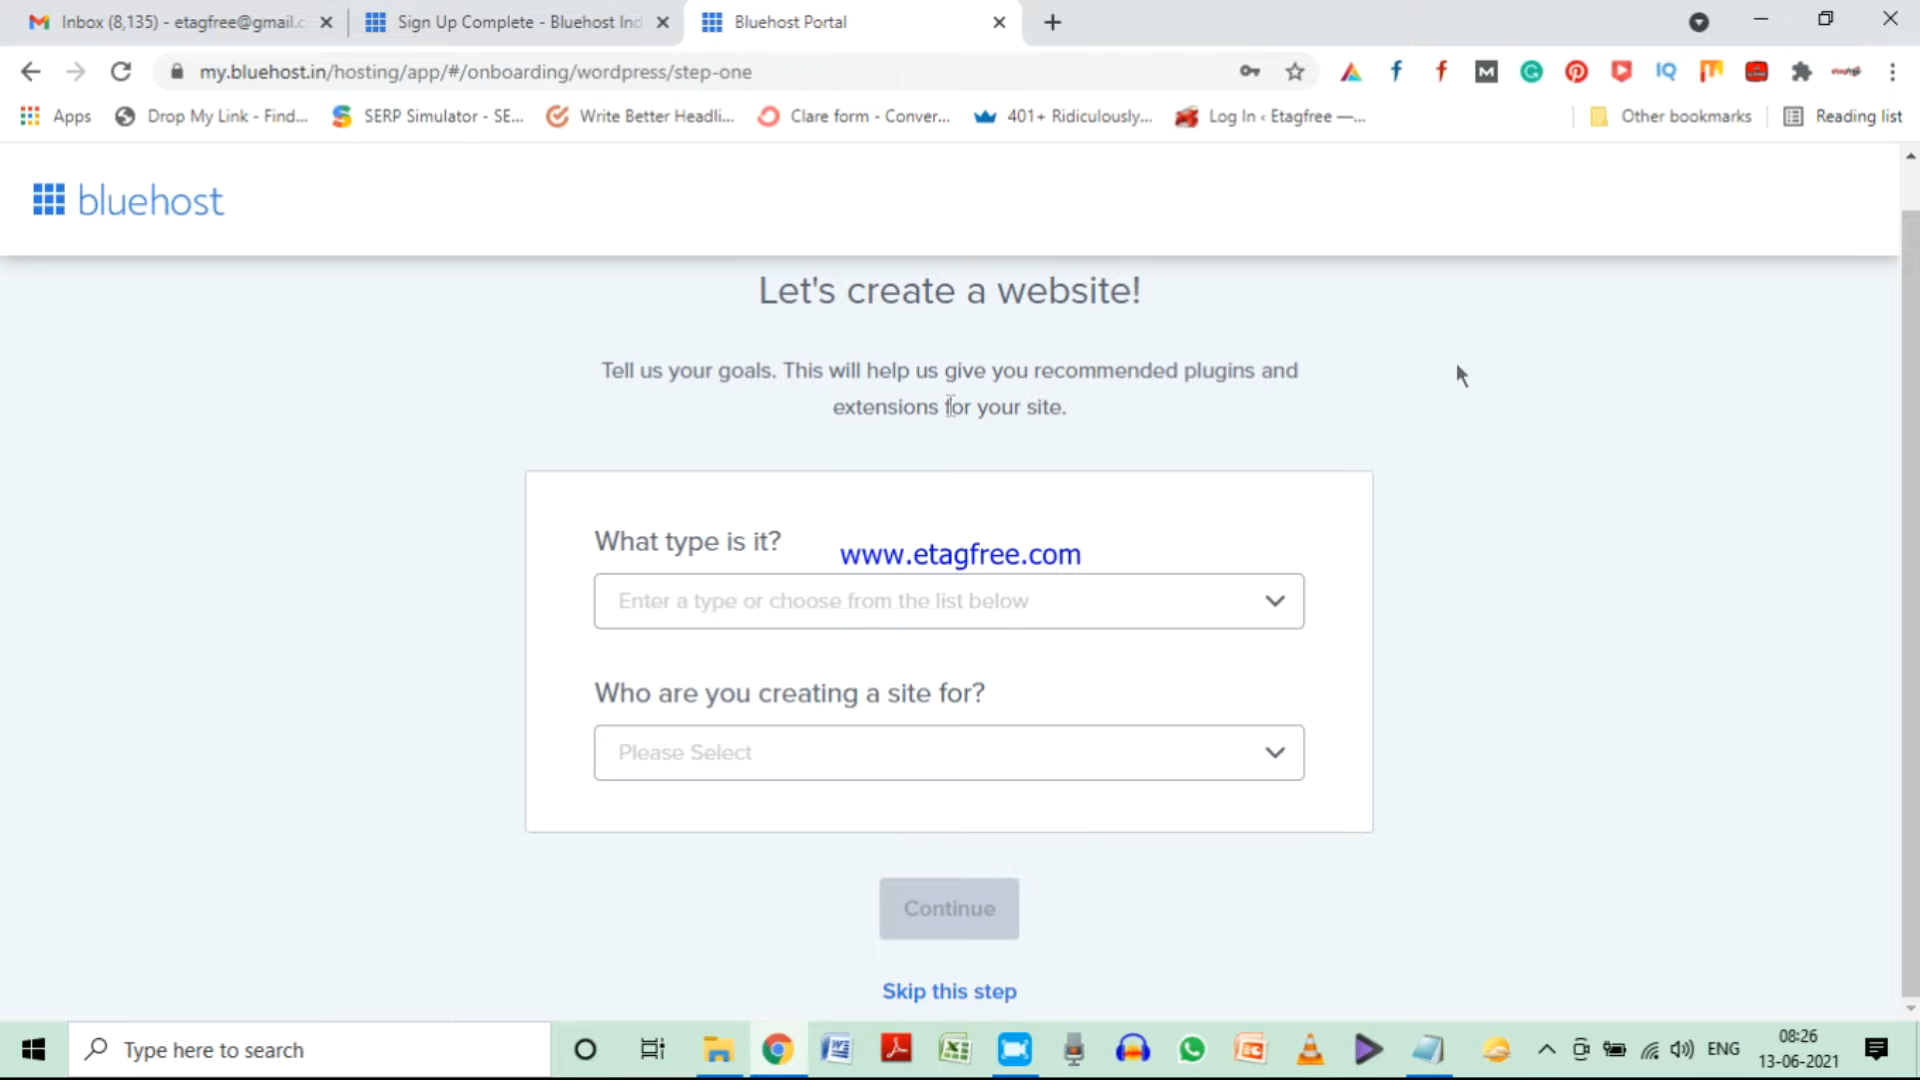 Inbox (8,135) - etagfree@gmail.c
Sign Up Complete - Bluehost Ind
Bluehost Portal
my.bluehost.in/hosting/app/#/onboarding/wordpress/step-one
Apps
Drop My Link - Find...
SERP Simulator - SE...
Write Better Headli...
Clare form - Conver...
401+ Ridiculously...
Log In ‹ Etagfree —...
Other bookmarks
Reading list
bluehost
Let's create a website!
Tell us your goals. This will help us give you recommended plugins and
extensions for your site.
What type is it?
www.etagfree.com
Enter a type or choose from the list below
Who are you creating a site for?
Please Select
Continue
Skip this step
Type here to search
ENG
08:26
13-06-2021